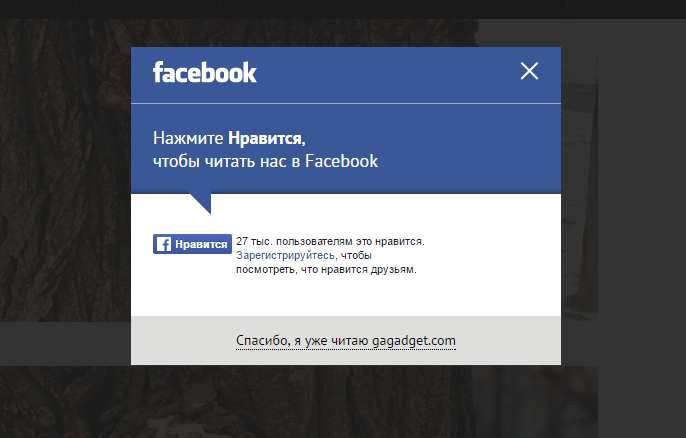 facebook
Нажмите Нравится,
чтобы читать нас в Facebook
Нравится
27 тыс. пользователям это нравится.
Зарегистрируйтесь, чтобы
посмотреть, что нравится друзьям.
Спасибо, я уже читаю gagadget.com